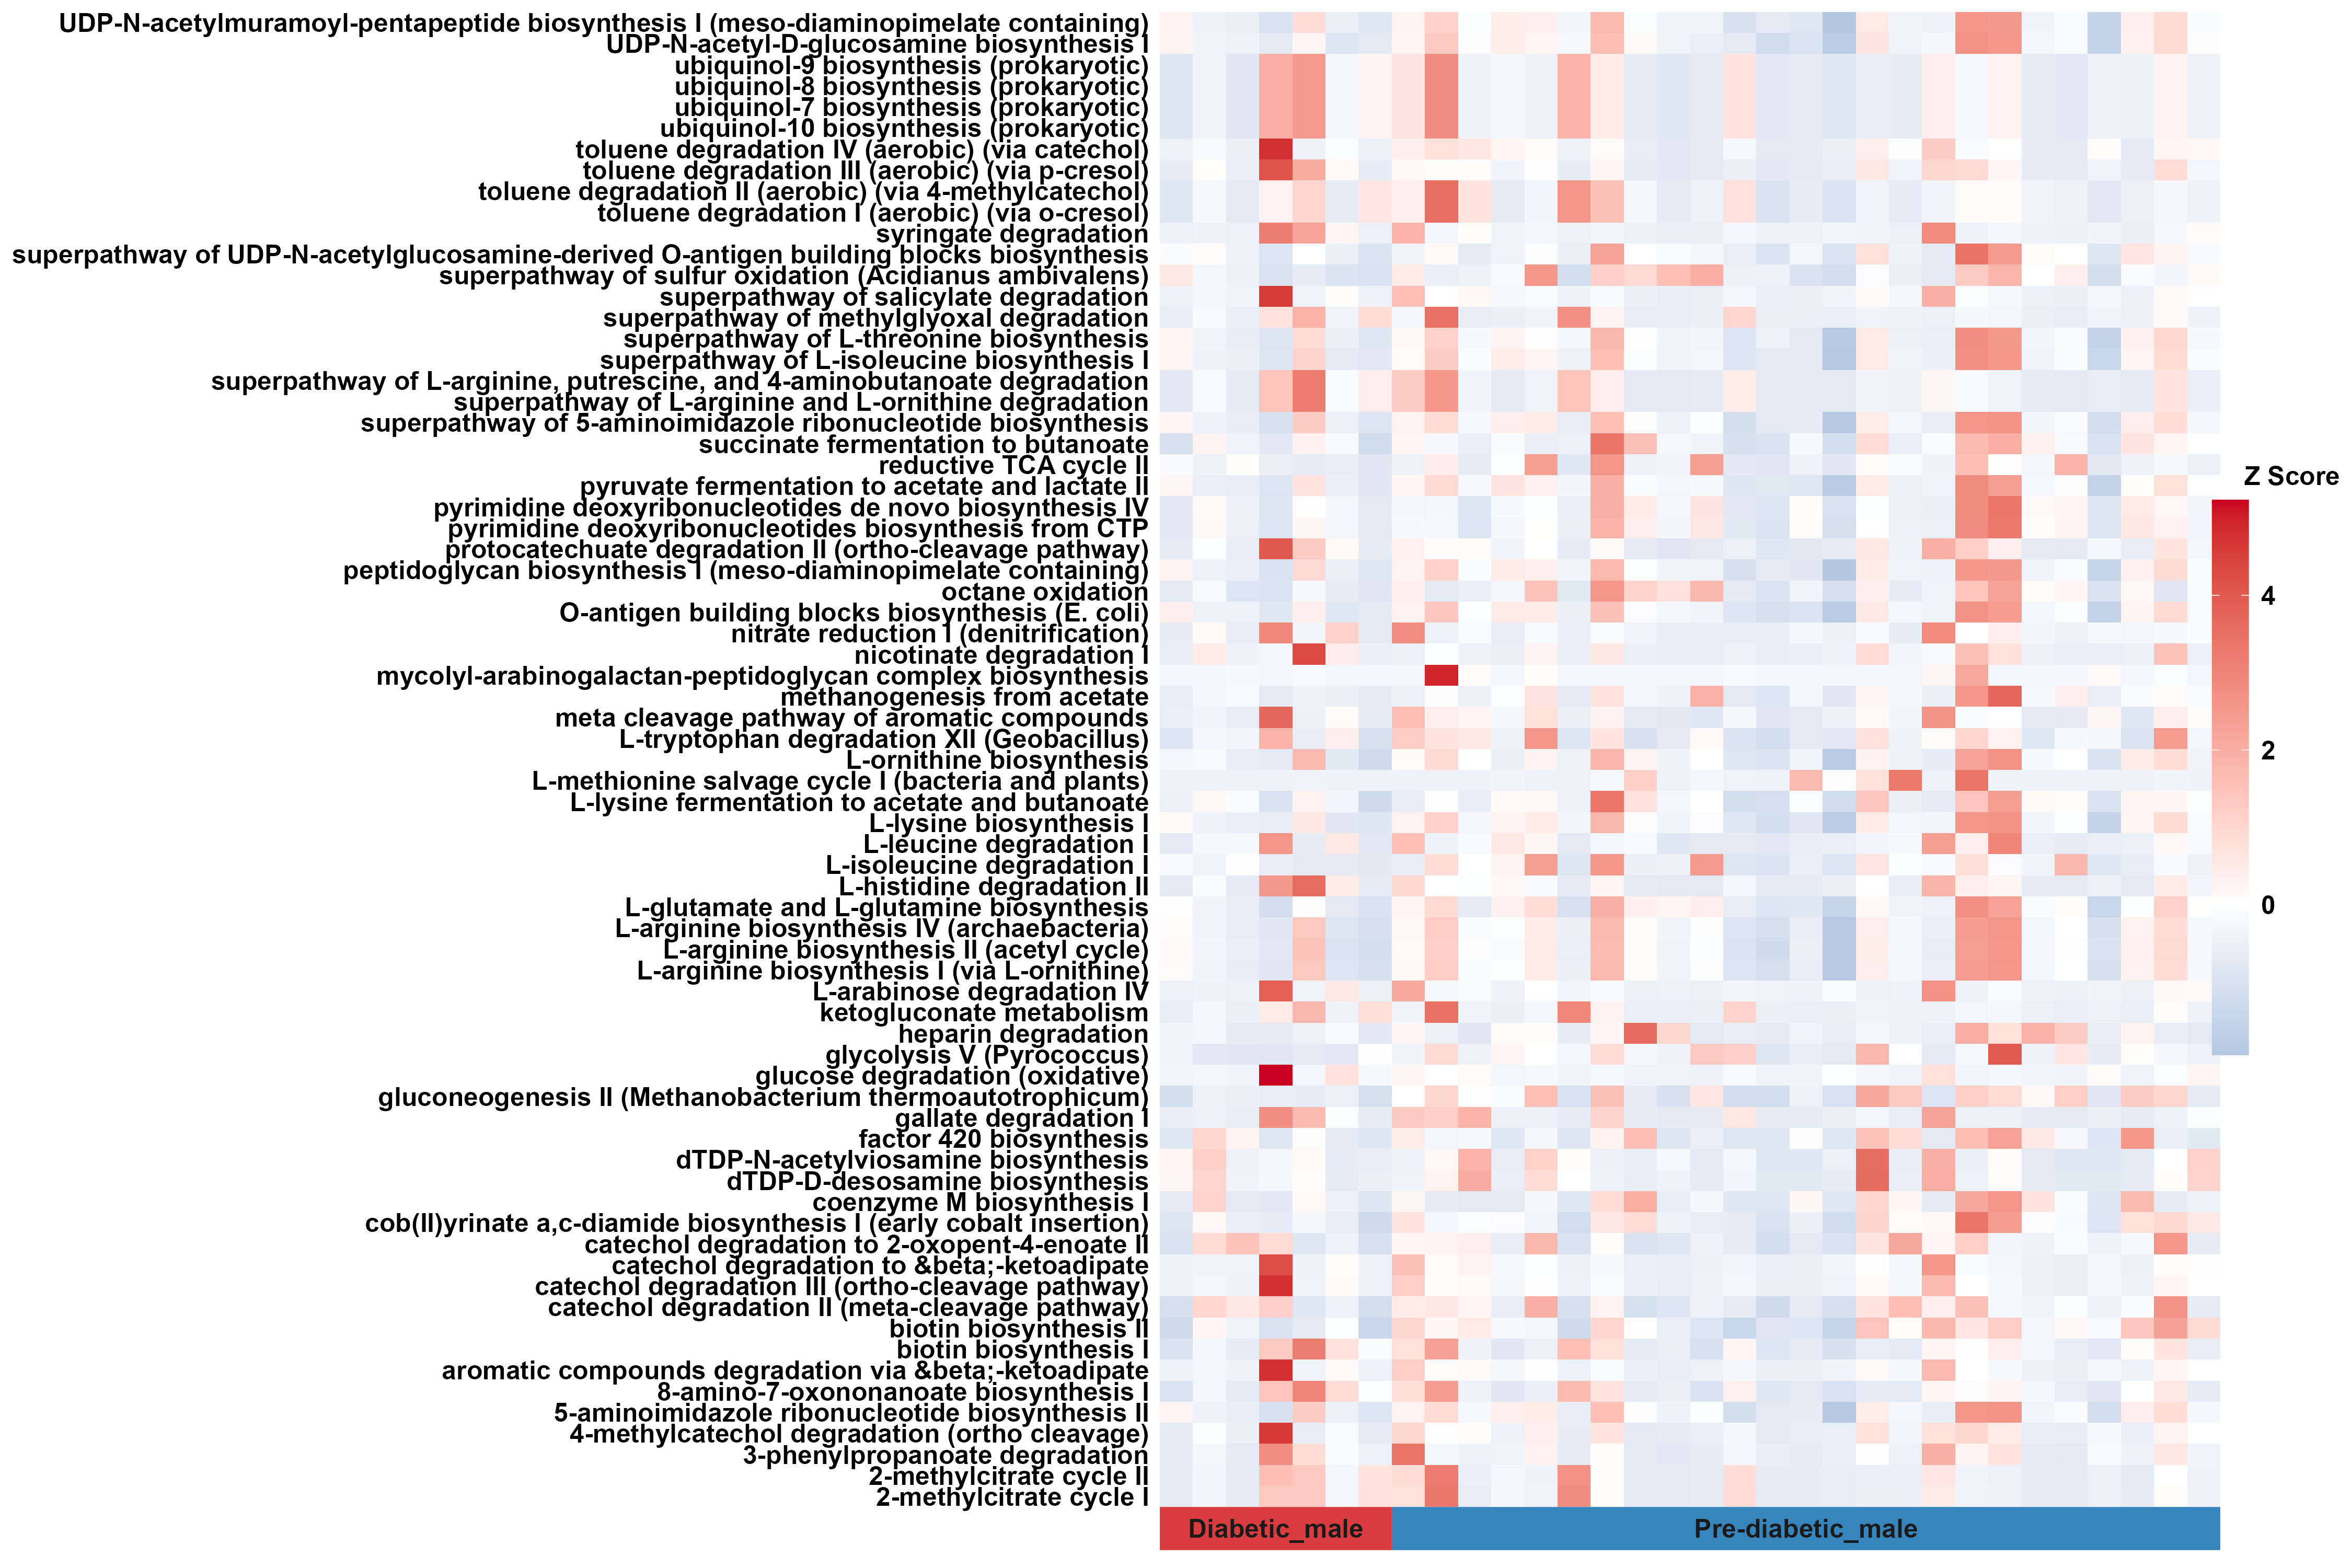 UDP-N-acetylmuramoyl-pentapeptide biosynthesis I (meso-diaminopimelate containing)
UDP-N-acetyl-D-glucosamine biosynthesis I
ubiquinol-9 biosynthesis (prokaryotic)
ubiquinol-8 biosynthesis (prokaryotic)
ubiquinol-7 biosynthesis (prokaryotic)
ubiquinol-10 biosynthesis (prokaryotic)
toluene degradation IV (aerobic) (via catechol)
toluene degradation III (aerobic) (via p-cresol)
toluene degradation II (aerobic) (via 4-methylcatechol)
toluene degradation I (aerobic) (via o-cresol)
syringate degradation
superpathway of UDP-N-acetylglucosamine-derived O-antigen building blocks biosynthesis
superpathway of sulfur oxidation (Acidianus ambivalens)
superpathway of salicylate degradation
superpathway of methylglyoxal degradation
superpathway of L-threonine biosynthesis
superpathway of L-isoleucine biosynthesis I
superpathway of L-arginine, putrescine, and 4-aminobutanoate degradation
superpathway of L-arginine and L-ornithine degradation
superpathway of 5-aminoimidazole ribonucleotide biosynthesis
succinate fermentation to butanoate
reductive TCA cycle II
pyruvate fermentation to acetate and lactate II
pyrimidine deoxyribonucleotides de novo biosynthesis IV
pyrimidine deoxyribonucleotides biosynthesis from CTP
protocatechuate degradation II (ortho-cleavage pathway)
peptidoglycan biosynthesis I (meso-diaminopimelate containing)
octane oxidation
O-antigen building blocks biosynthesis (E. coli)
nitrate reduction I (denitrification)
nicotinate degradation I
mycolyl-arabinogalactan-peptidoglycan complex biosynthesis
methanogenesis from acetate
meta cleavage pathway of aromatic compounds
L-tryptophan degradation XII (Geobacillus)
L-ornithine biosynthesis
L-methionine salvage cycle I (bacteria and plants)
L-lysine fermentation to acetate and butanoate
L-lysine biosynthesis I
L-leucine degradation I
L-isoleucine degradation I
L-histidine degradation II
L-glutamate and L-glutamine biosynthesis
L-arginine biosynthesis IV (archaebacteria)
L-arginine biosynthesis II (acetyl cycle)
L-arginine biosynthesis I (via L-ornithine)
L-arabinose degradation IV
ketogluconate metabolism
heparin degradation
glycolysis V (Pyrococcus)
glucose degradation (oxidative)
gluconeogenesis II (Methanobacterium thermoautotrophicum)
gallate degradation I
factor 420 biosynthesis
dTDP-N-acetylviosamine biosynthesis
dTDP-D-desosamine biosynthesis
coenzyme M biosynthesis I
cob(II)yrinate a,c-diamide biosynthesis I (early cobalt insertion)
catechol degradation to 2-oxopent-4-enoate II
catechol degradation to &beta;-ketoadipate
catechol degradation III (ortho-cleavage pathway)
catechol degradation II (meta-cleavage pathway)
biotin biosynthesis II
biotin biosynthesis I
aromatic compounds degradation via &beta;-ketoadipate
8-amino-7-oxononanoate biosynthesis I
5-aminoimidazole ribonucleotide biosynthesis II
4-methylcatechol degradation (ortho cleavage)
3-phenylpropanoate degradation
2-methylcitrate cycle II
2-methylcitrate cycle I
Diabetic_male
Pre-diabetic_male
Z Score
4
2
0